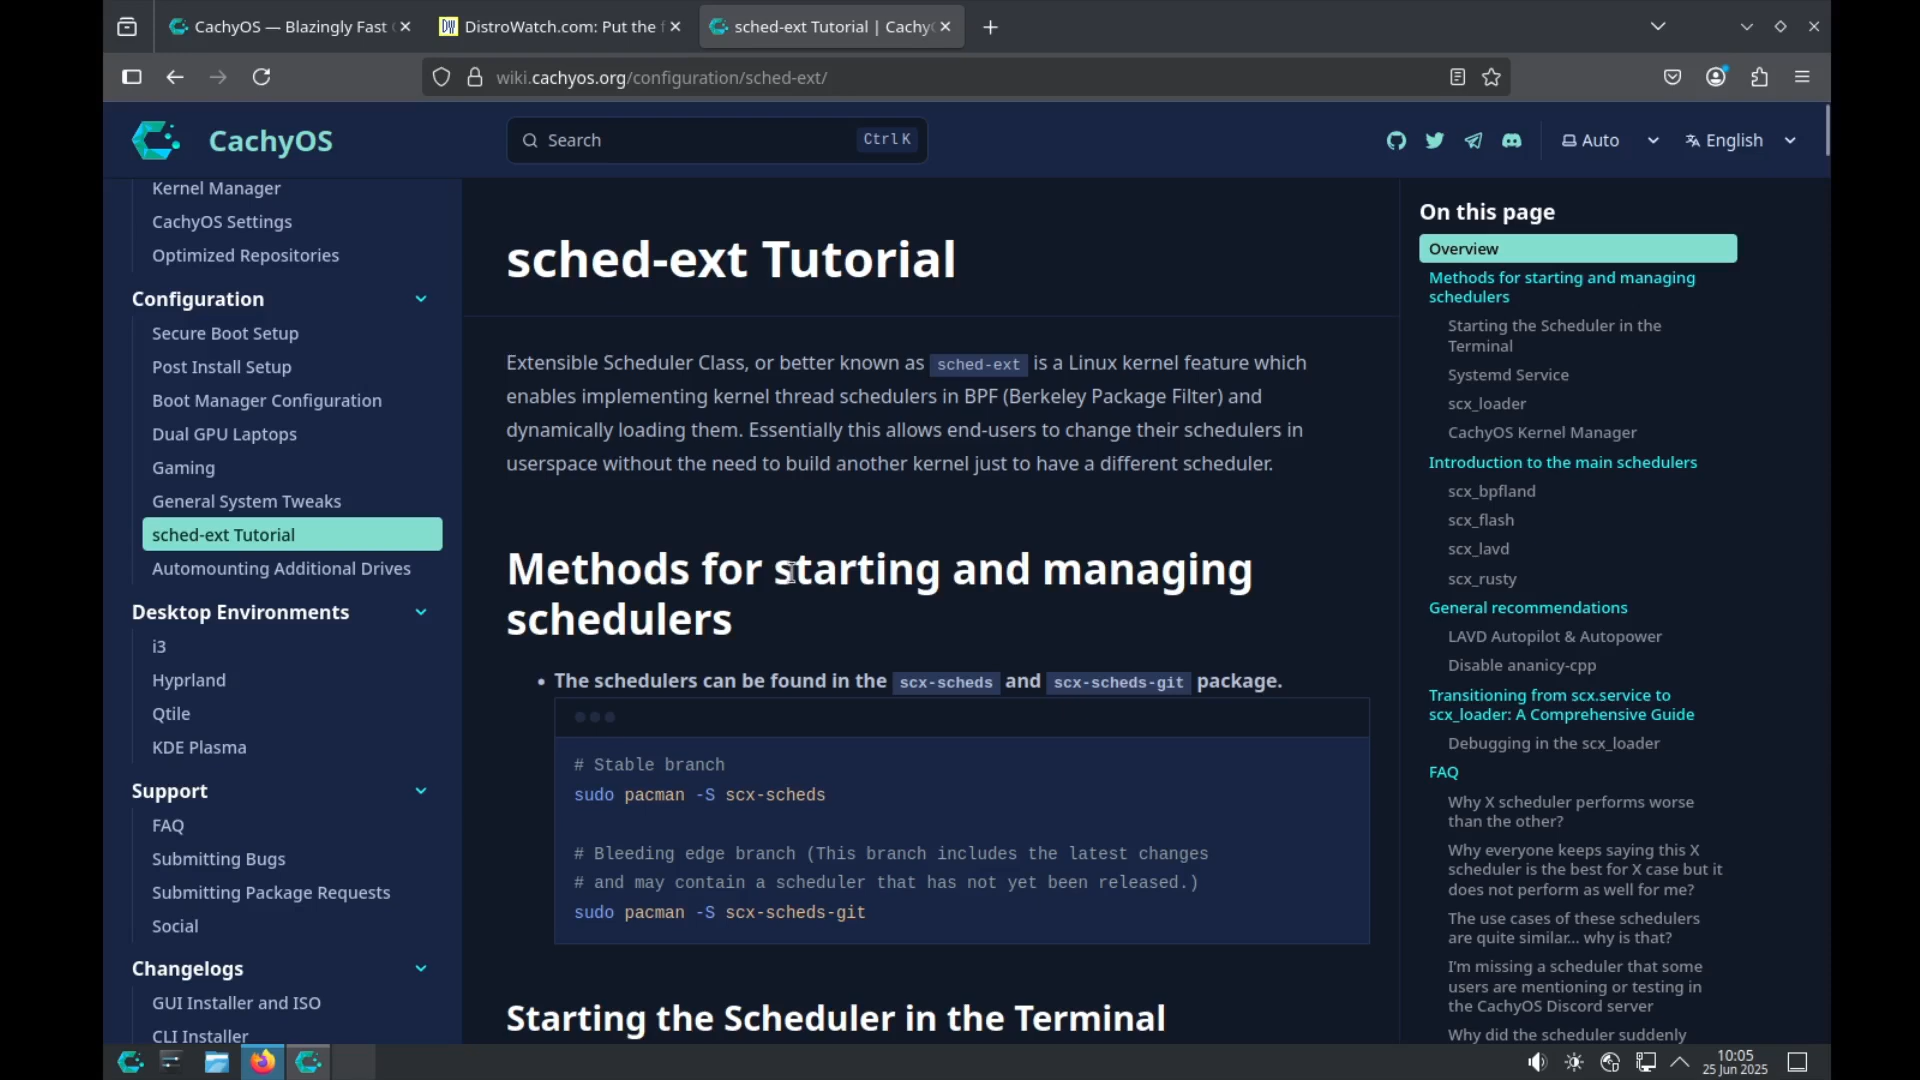 CachyOS — Blazingly Fast
DistroWatch.com: Put the
sched-ext Tutorial | Cachy
wiki.cachyos.org/configuration/sched-ext/
CachyOS
Search
Ctrl K
Auto
English
Kernel Manager
CachyOS Settings
Optimized Repositories
Configuration
Secure Boot Setup
Post Install Setup
Boot Manager Configuration
Dual GPU Laptops
Gaming
General System Tweaks
sched-ext Tutorial
Automounting Additional Drives
Desktop Environments
i3
Hyprland
Qtile
KDE Plasma
Support
FAQ
Submitting Bugs
Submitting Package Requests
Social
Changelogs
GUI Installer and ISO
CLI Installer
sched-ext Tutorial
Extensible Scheduler Class, or better known as sched-ext is a Linux kernel feature which
enables implementing kernel thread schedulers in BPF (Berkeley Package Filter) and
dynamically loading them. Essentially this allows end-users to change their schedulers in
userspace without the need to build another kernel just to have a different scheduler.
Methods for starting and managing
schedulers
• The schedulers can be found in the scx-scheds and scx-scheds-git package.
# Stable branch
sudo pacman -S scx-scheds
# Bleeding edge branch (This branch includes the latest changes
# and may contain a scheduler that has not yet been released.)
sudo pacman -S scx-scheds-git
Starting the Scheduler in the Terminal
On this page
Overview
Methods for starting and managing
schedulers
Starting the Scheduler in the
Terminal
Systemd Service
scx_loader
CachyOS Kernel Manager
Introduction to the main schedulers
scx_bpfland
scx_flash
scx_lavd
scx_rusty
General recommendations
LAVD Autopilot & Autopower
Disable ananicy-cpp
Transitioning from scx.service to
scx_loader: A Comprehensive Guide
Debugging in the scx_loader
FAQ
Why X scheduler performs worse
than the other?
Why everyone keeps saying this X
scheduler is the best for X case but it
does not perform as well for me?
The use cases of these schedulers
are quite similar... why is that?
I'm missing a scheduler that some
users are mentioning or testing in
the CachyOS Discord server
Why did the scheduler suddenly
10:05
25 Jun 2025